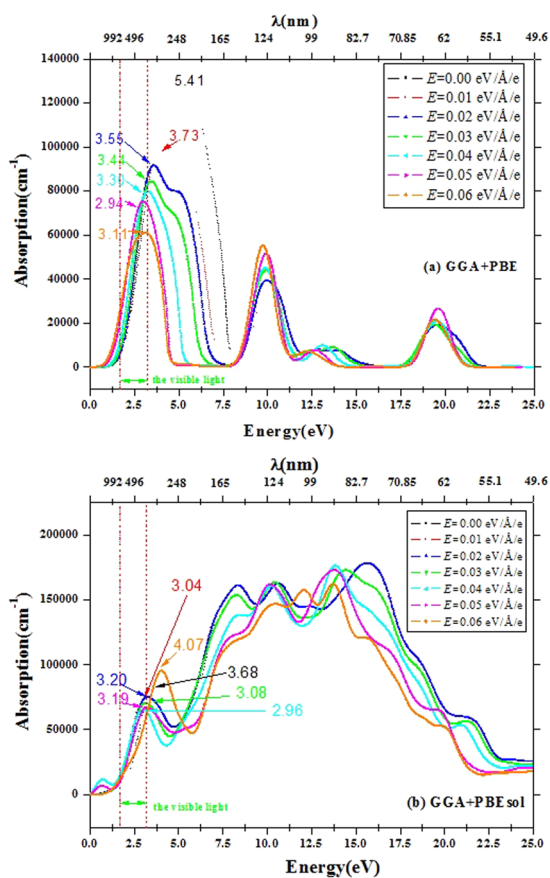 λ(nm)
992 496 248 165 124 99 82.7 70.85 62 55.1 49.6
140000
120000
100000
80000
60000
40000
20000
0
Absorption(cm⁻¹)
5.41
3.55
3.73
3.44
3.30
2.94
3.11
E=0.00 eV/Å/e
E=0.01 eV/Å/e
E=0.02 eV/Å/e
E=0.03 eV/Å/e
E=0.04 eV/Å/e
E=0.05 eV/Å/e
E=0.06 eV/Å/e
(a) GGA+PBE
the visible light
0.0 2.5 5.0 7.5 10.0 12.5 15.0 17.5 20.0 22.5 25.0
Energy(eV)
λ(nm)
992 496 248 165 124 99 82.7 70.85 62 55.1 49.6
200000
150000
100000
50000
0
Absorption(cm⁻¹)
E=0.00 eV/Å/e
E=0.01 eV/Å/e
E=0.02 eV/Å/e
E=0.03 eV/Å/e
E=0.04 eV/Å/e
E=0.05 eV/Å/e
E=0.06 eV/Å/e
3.04
4.07
3.20
3.68
3.19
3.08
2.96
the visible light
(b) GGA+PBEsol
0.0 2.5 5.0 7.5 10.0 12.5 15.0 17.5 20.0 22.5 25.0
Energy(eV)